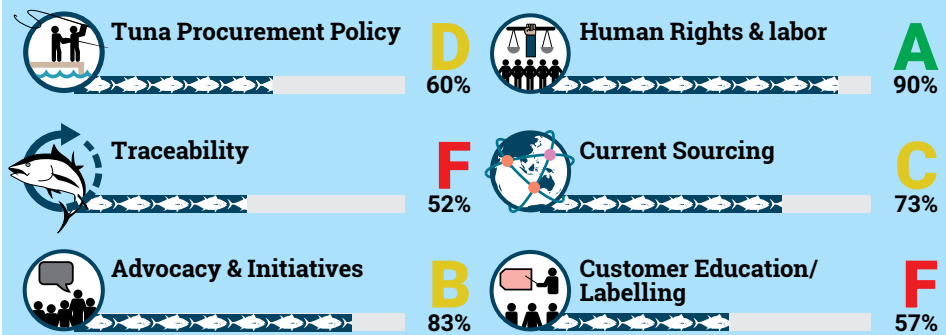 Tuna Procurement Policy
D
60%
Human Rights & labor
A
90%
Traceability
F
52%
Current Sourcing
C
73%
Advocacy & Initiatives
B
83%
Customer Education/
Labelling
F
57%